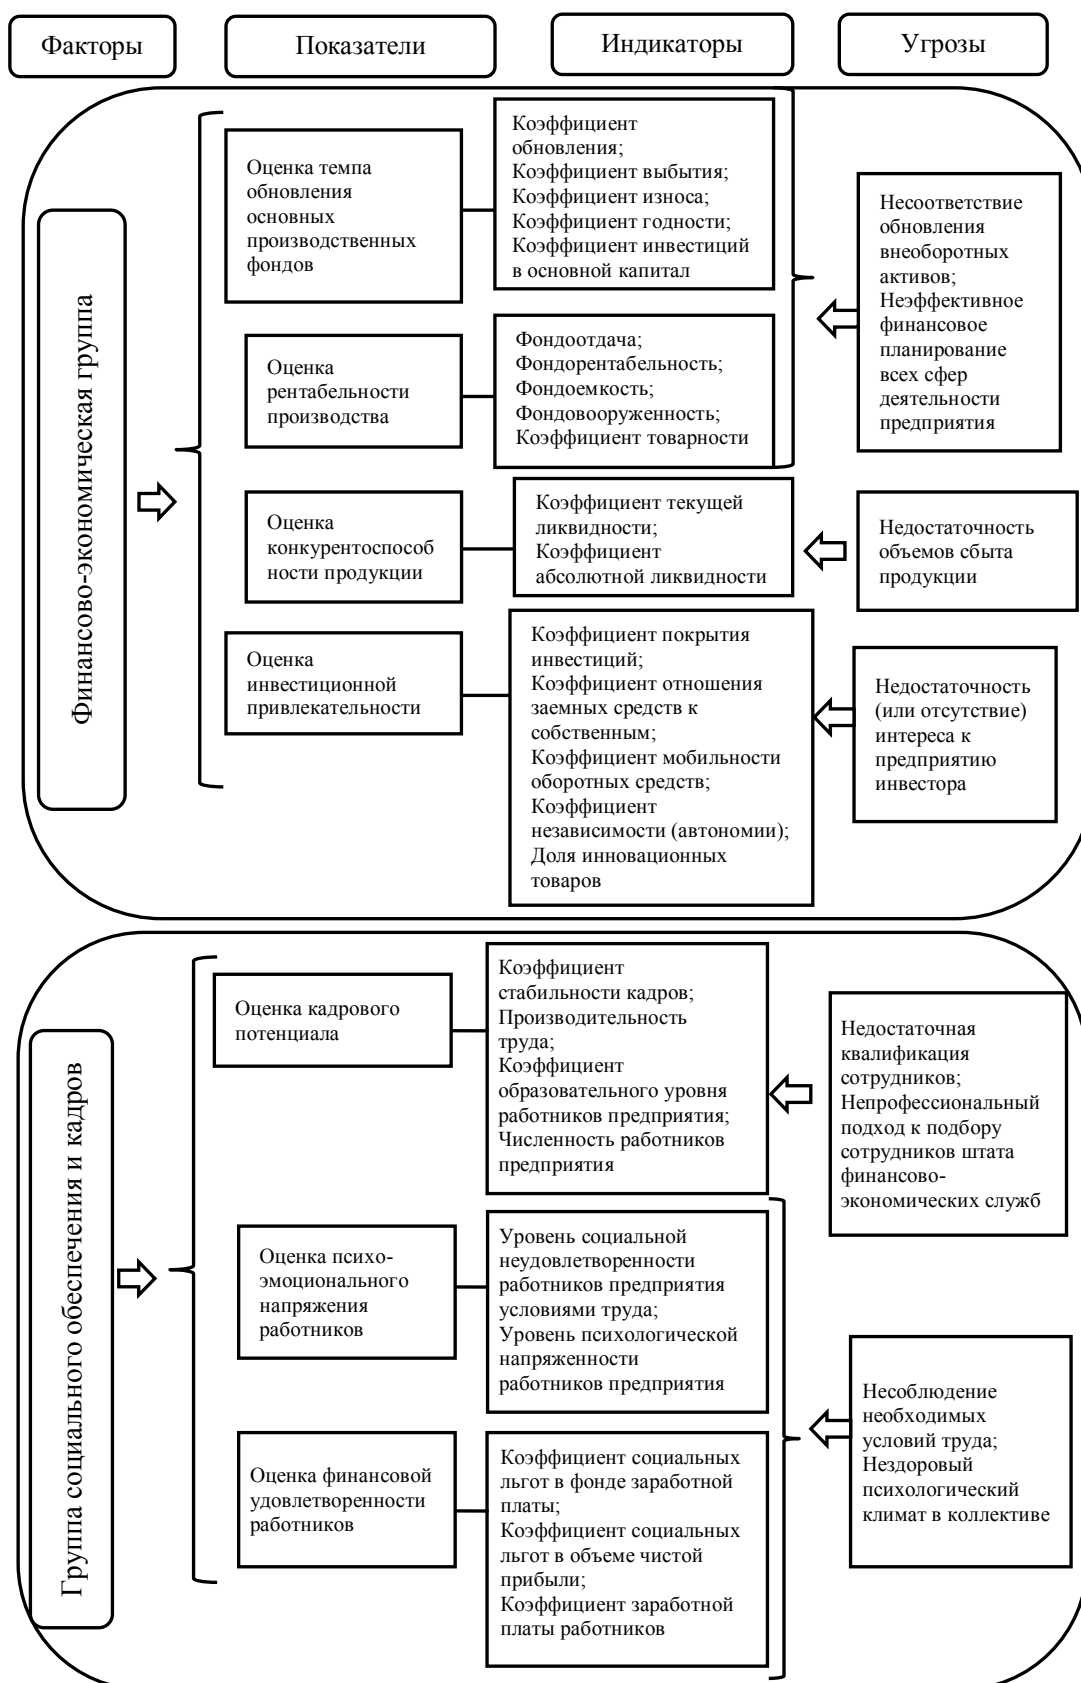 Факторы
Показатели
Индикаторы
Угрозы
Финансово-экономическая группа
Оценка темпа
обновления
основных
производственных
фондов
Коэффициент
обновления;
Коэффициент выбытия;
Коэффициент износа;
Коэффициент годности;
Коэффициент инвестиций
в основной капитал
Несоответствие
обновления
внеоборотных
активов;
Неэффективное
финансовое
планирование
всех сфер
деятельности
предприятия
Оценка
рентабельности
производства
Фондоотдача;
Фондорентабельность;
Фондоемкость;
Фондовооруженность;
Коэффициент товарности
Оценка
конкурентоспособ
ности продукции
Коэффициент текущей
ликвидности;
Коэффициент
абсолютной ликвидности
Недостаточность
объемов сбыта
продукции
Оценка
инвестиционной
привлекательности
Коэффициент покрытия
инвестиций;
Коэффициент отношения
заемных средств к
собственным;
Коэффициент мобильности
оборотных средств;
Коэффициент
независимости (автономии);
Доля инновационных
товаров
Недостаточность
(или отсутствие)
интереса к
предприятию
инвестора
Группа социального обеспечения и кадров
Оценка кадрового
потенциала
Коэффициент
стабильности кадров;
Производительность
труда;
Коэффициент
образовательного уровня
работников предприятия;
Численность работников
предприятия
Недостаточная
квалификация
сотрудников;
Непрофессиональный
подход к подбору
сотрудников штата
финансово-
экономических служб
Оценка психо-
эмоционального
напряжения
работников
Уровень социальной
неудовлетворенности
работников предприятия
условиями труда;
Уровень психологической
напряженности
работников предприятия
Оценка финансовой
удовлетворенности
работников
Коэффициент социальных
льгот в фонде заработной
платы;
Коэффициент социальных
льгот в объеме чистой
прибыли;
Коэффициент заработной
платы работников
Несоблюдение
необходимых
условий труда;
Нездоровый
психологический
климат в коллективе